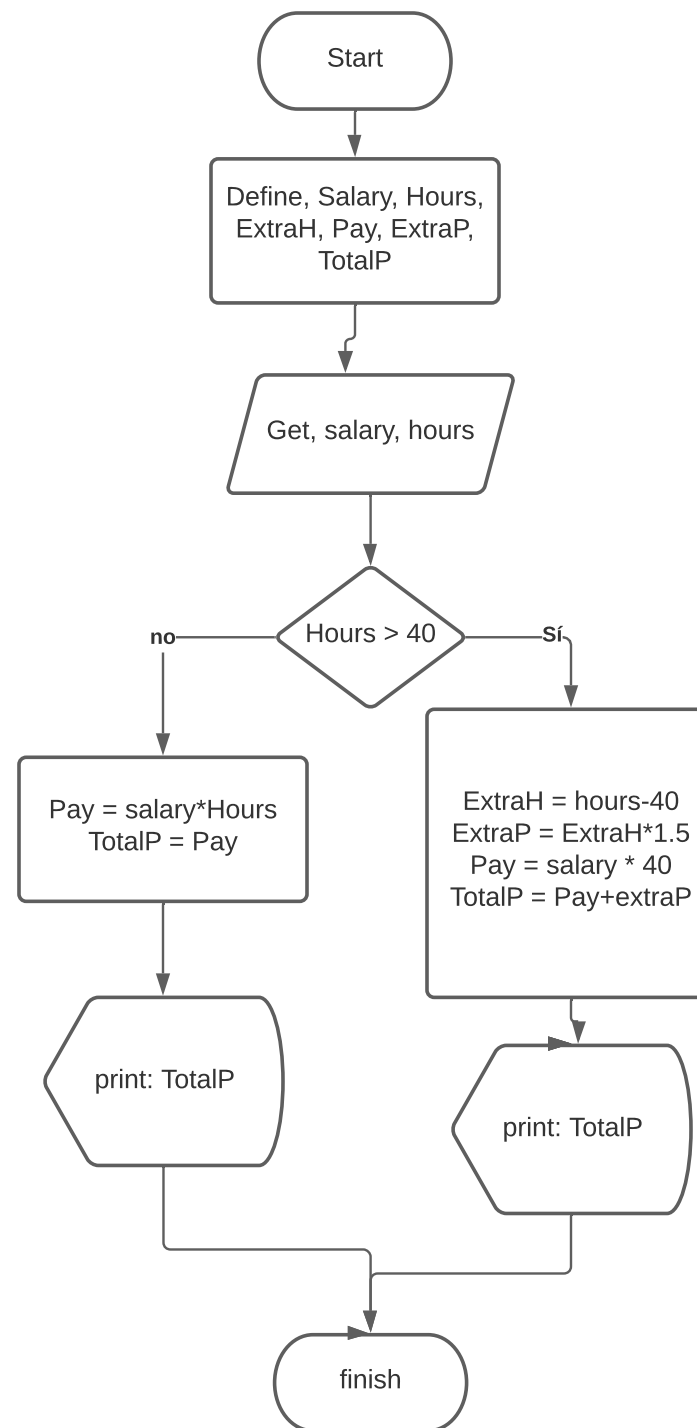 Start
Define, Salary, Hours,
ExtraH, Pay, ExtraP,
TotalP
Get, salary, hours
Hours > 40
no
Sí
Pay = salary*Hours
TotalP = Pay
ExtraH = hours-40
ExtraP = ExtraH*1.5
Pay = salary * 40
TotalP = Pay+extraP
print: TotalP
print: TotalP
finish